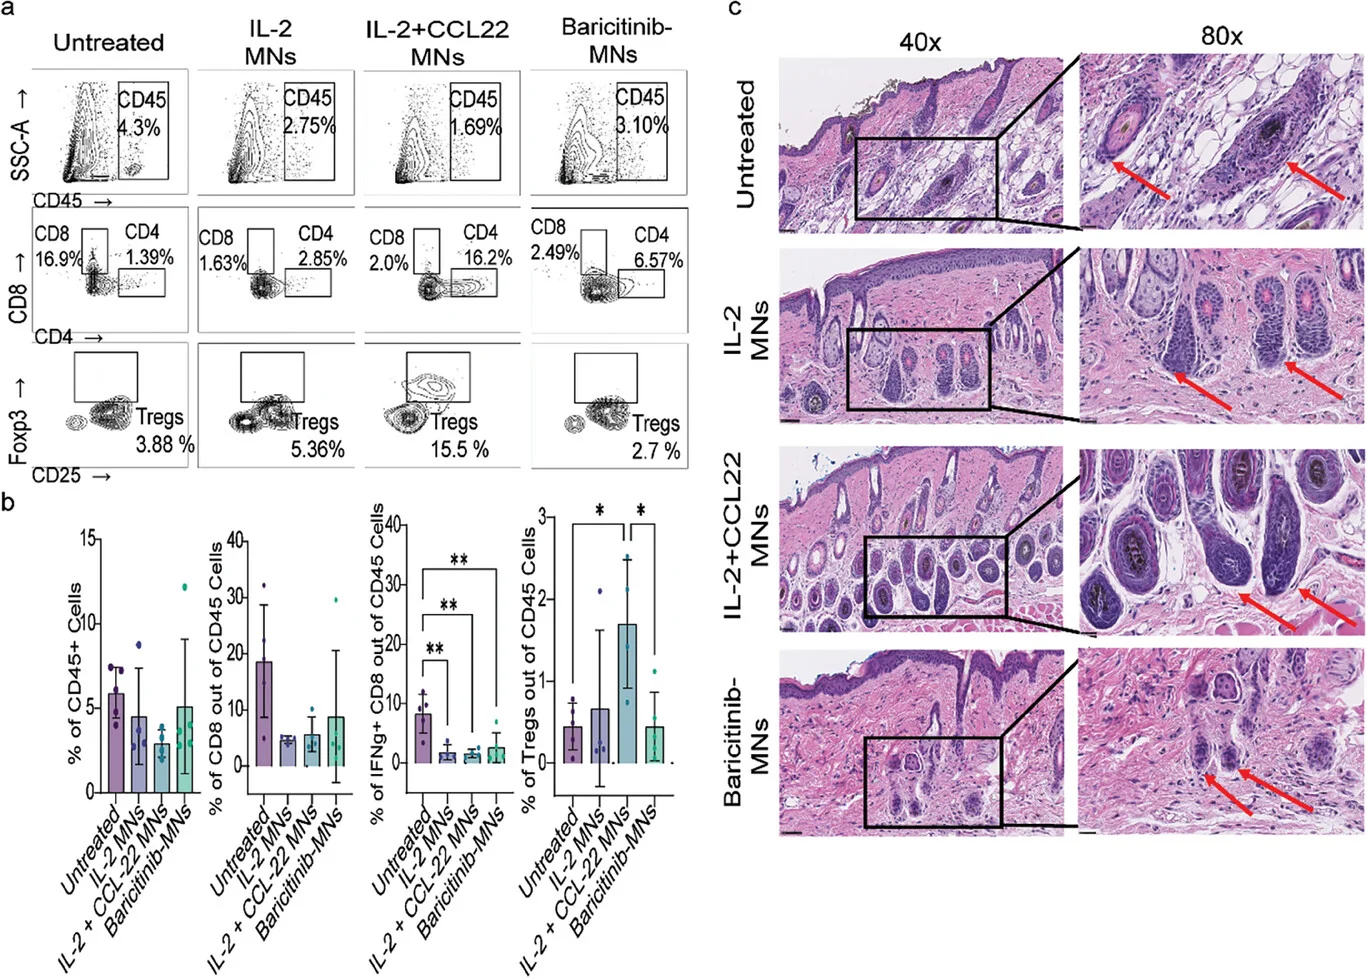 a
Untreated
IL-2
MNs
IL-2+CCL22
MNs
Baricitinib-
MNs
SSC-A →
CD45
4.3%
CD45
2.75%
CD45
1.69%
CD45
3.10%
CD45 →
CD8 →
CD8
16.9%
CD4
1.39%
CD8
1.63%
CD4
2.85%
CD8
2.0%
CD4
16.2%
CD8
2.49%
CD4
6.57%
CD4 →
Foxp3 →
Tregs
3.88 %
Tregs
5.36%
Tregs
15.5 %
Tregs
2.7 %
CD25 →
b
% of CD45+ Cells
15
10
5
0
Untreated
IL-2 MNs
IL-2 + CCL-22 MNs
Baricitinib-MNs
% of CD8 out of CD45 Cells
40
30
20
10
0
Untreated
IL-2 MNs
IL-2 + CCL-22 MNs
Baricitinib-MNs
% of IFNg+ CD8 out of CD45 Cells
40
30
20
10
0
**
**
**
Untreated
IL-2 MNs
IL-2 + CCL-22 MNs
Baricitinib-MNs
% of Tregs out of CD45 Cells
3
2
1
0
*
*
Untreated
IL-2 MNs
IL-2 + CCL-22 MNs
Baricitinib-MNs
c
40x
80x
Untreated
IL-2
MNs
IL-2+CCL22
MNs
Baricitinib-
MNs